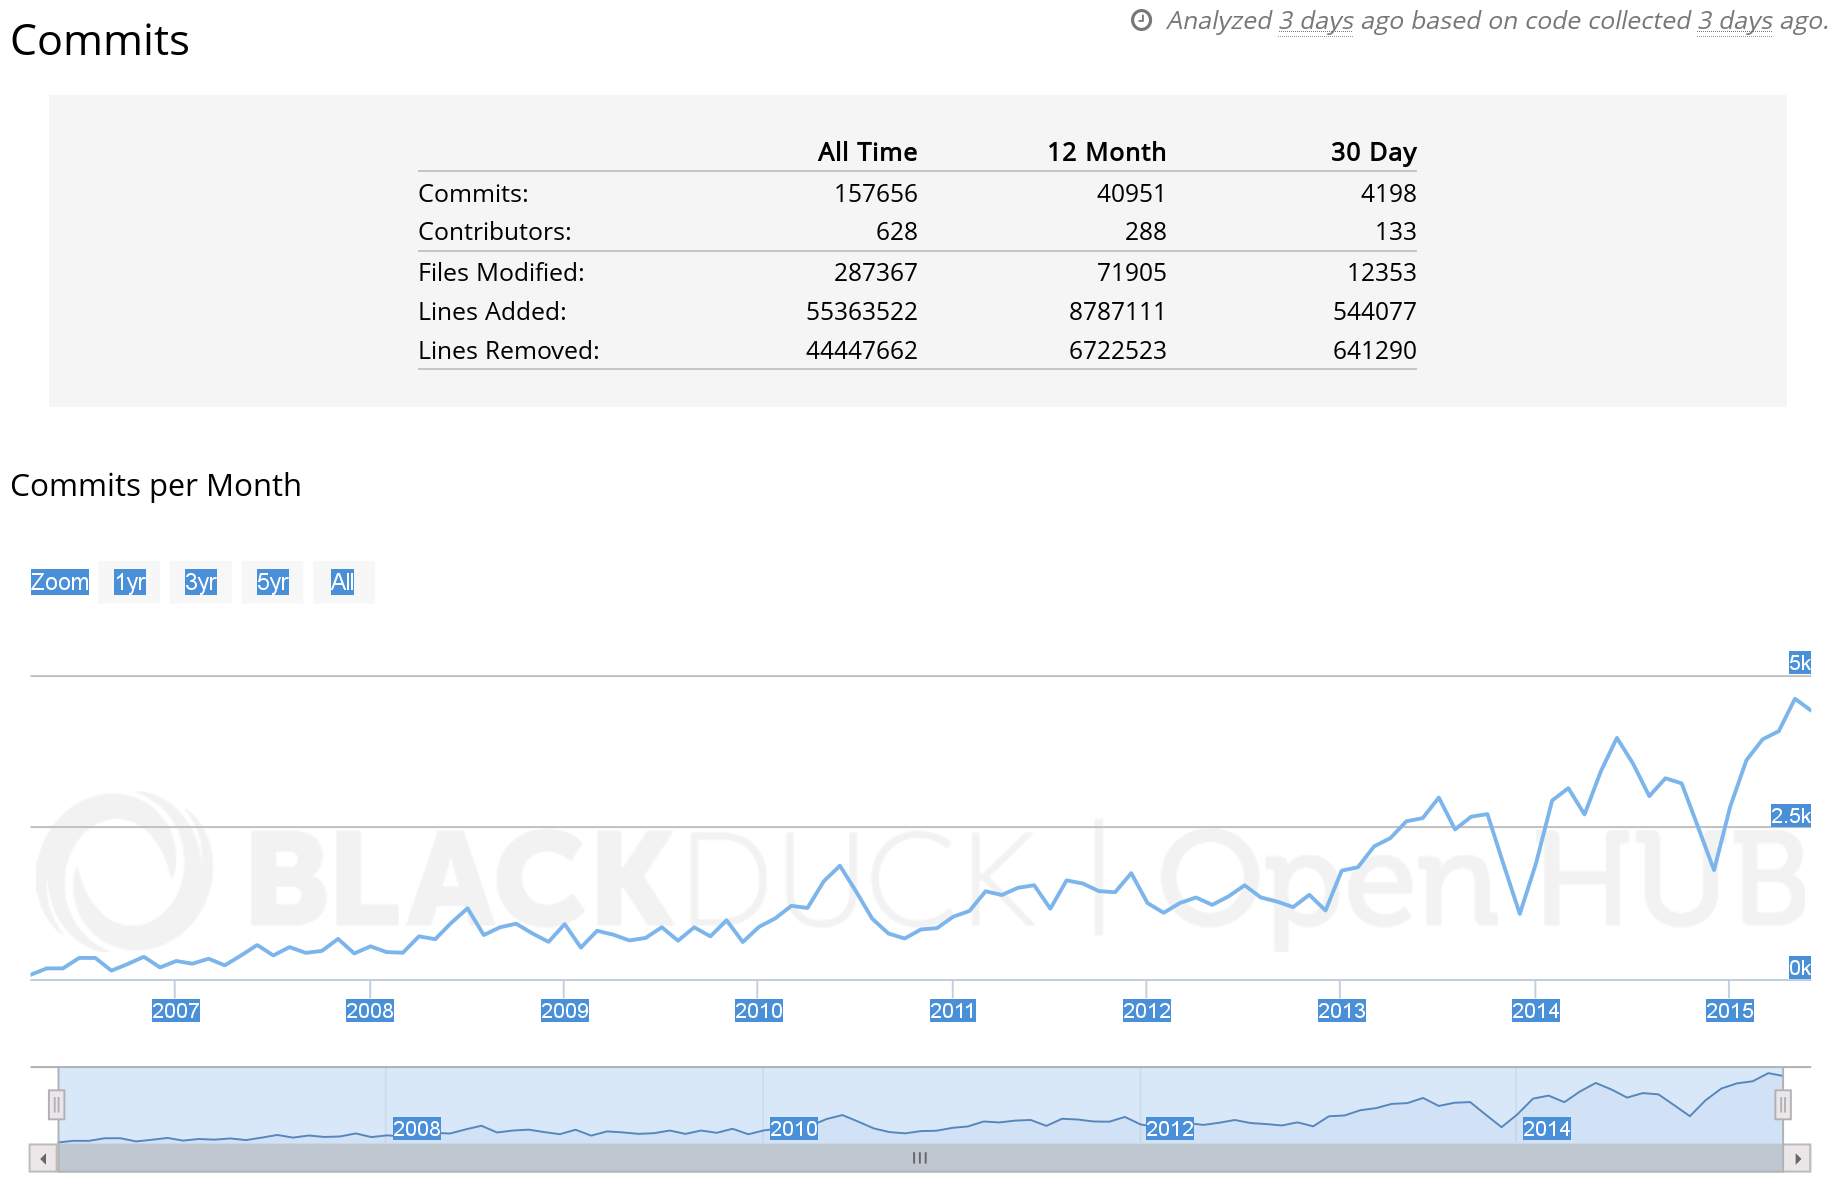 Analyzed 3 days ago based on code collected 3 days ago.
Commits
All Time 12 Month 30 Day
Commits: 157656 40951 4198
Contributors: 628 288 133
Files Modified: 287367 71905 12353
Lines Added: 55363522 8787111 544077
Lines Removed: 44447662 6722523 641290
Commits per Month
Zoom 1yr 3yr 5yr All
5k
2.5k
BLACKDUCK | Open HUB
0k
2007 2008 2009 2010 2011 2012 2013 2014 2015
2008 2010 2012 2014